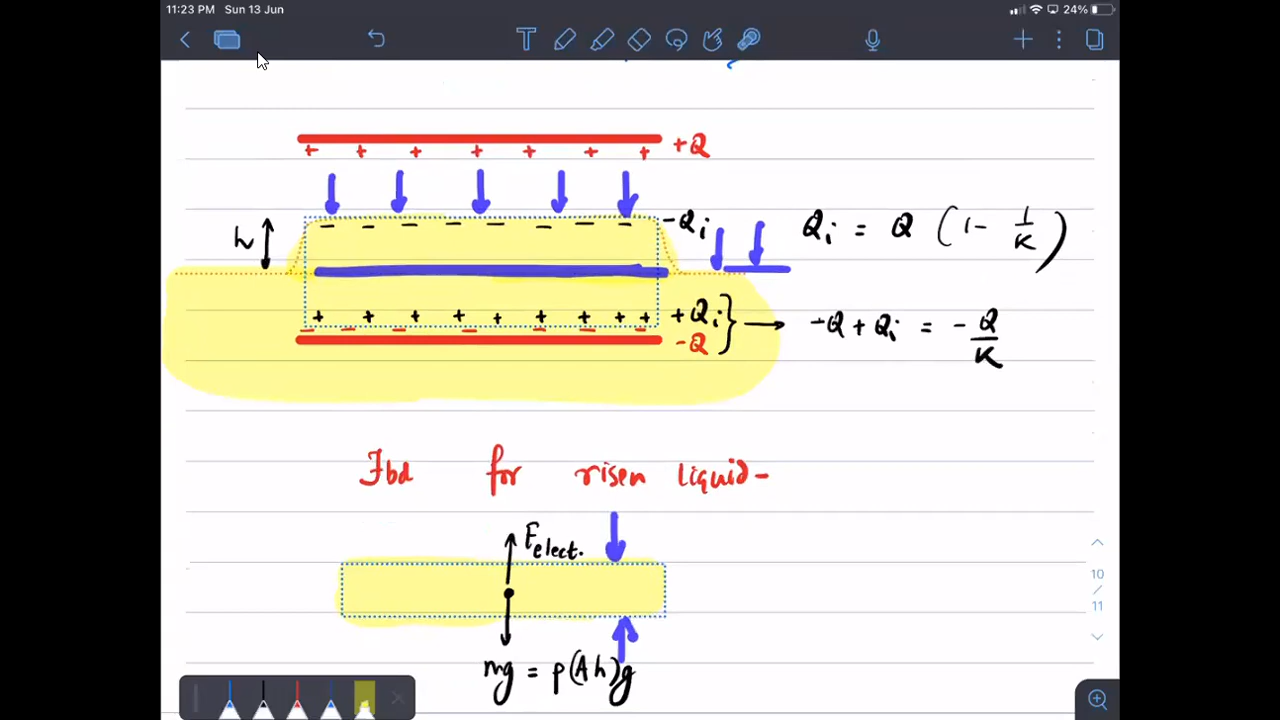 11:23 PM Sun 13 Jun
24%
T
+ + + + + + + +Q
h
- - - - - - - - -Qi Qi = Q (1 - 1/K)
+ + + + + + + + + +Qi } → -Q + Qi = - Q/K
- - - - - - -Q
Fbd for risen liquid-
Felect.
10
/
11
mg = ρ(Ah)g